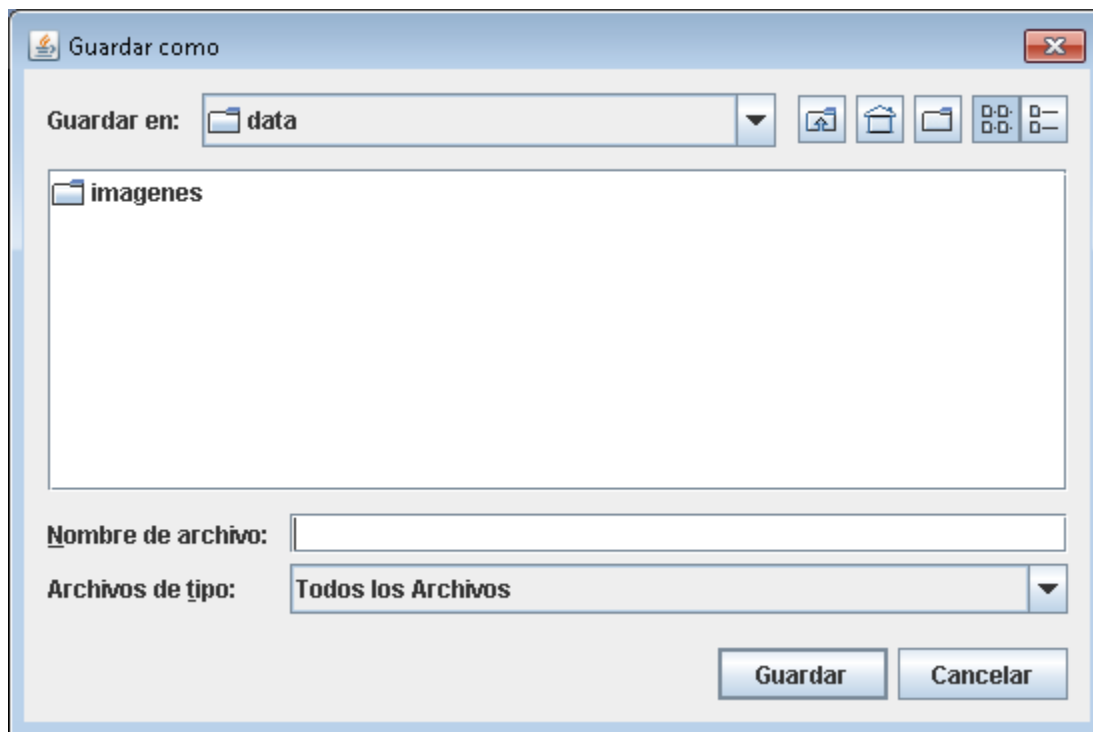 Guardar como
Guardar en: data
imagenes
Nombre de archivo:
Archivos de tipo: Todos los Archivos
Guardar Cancelar